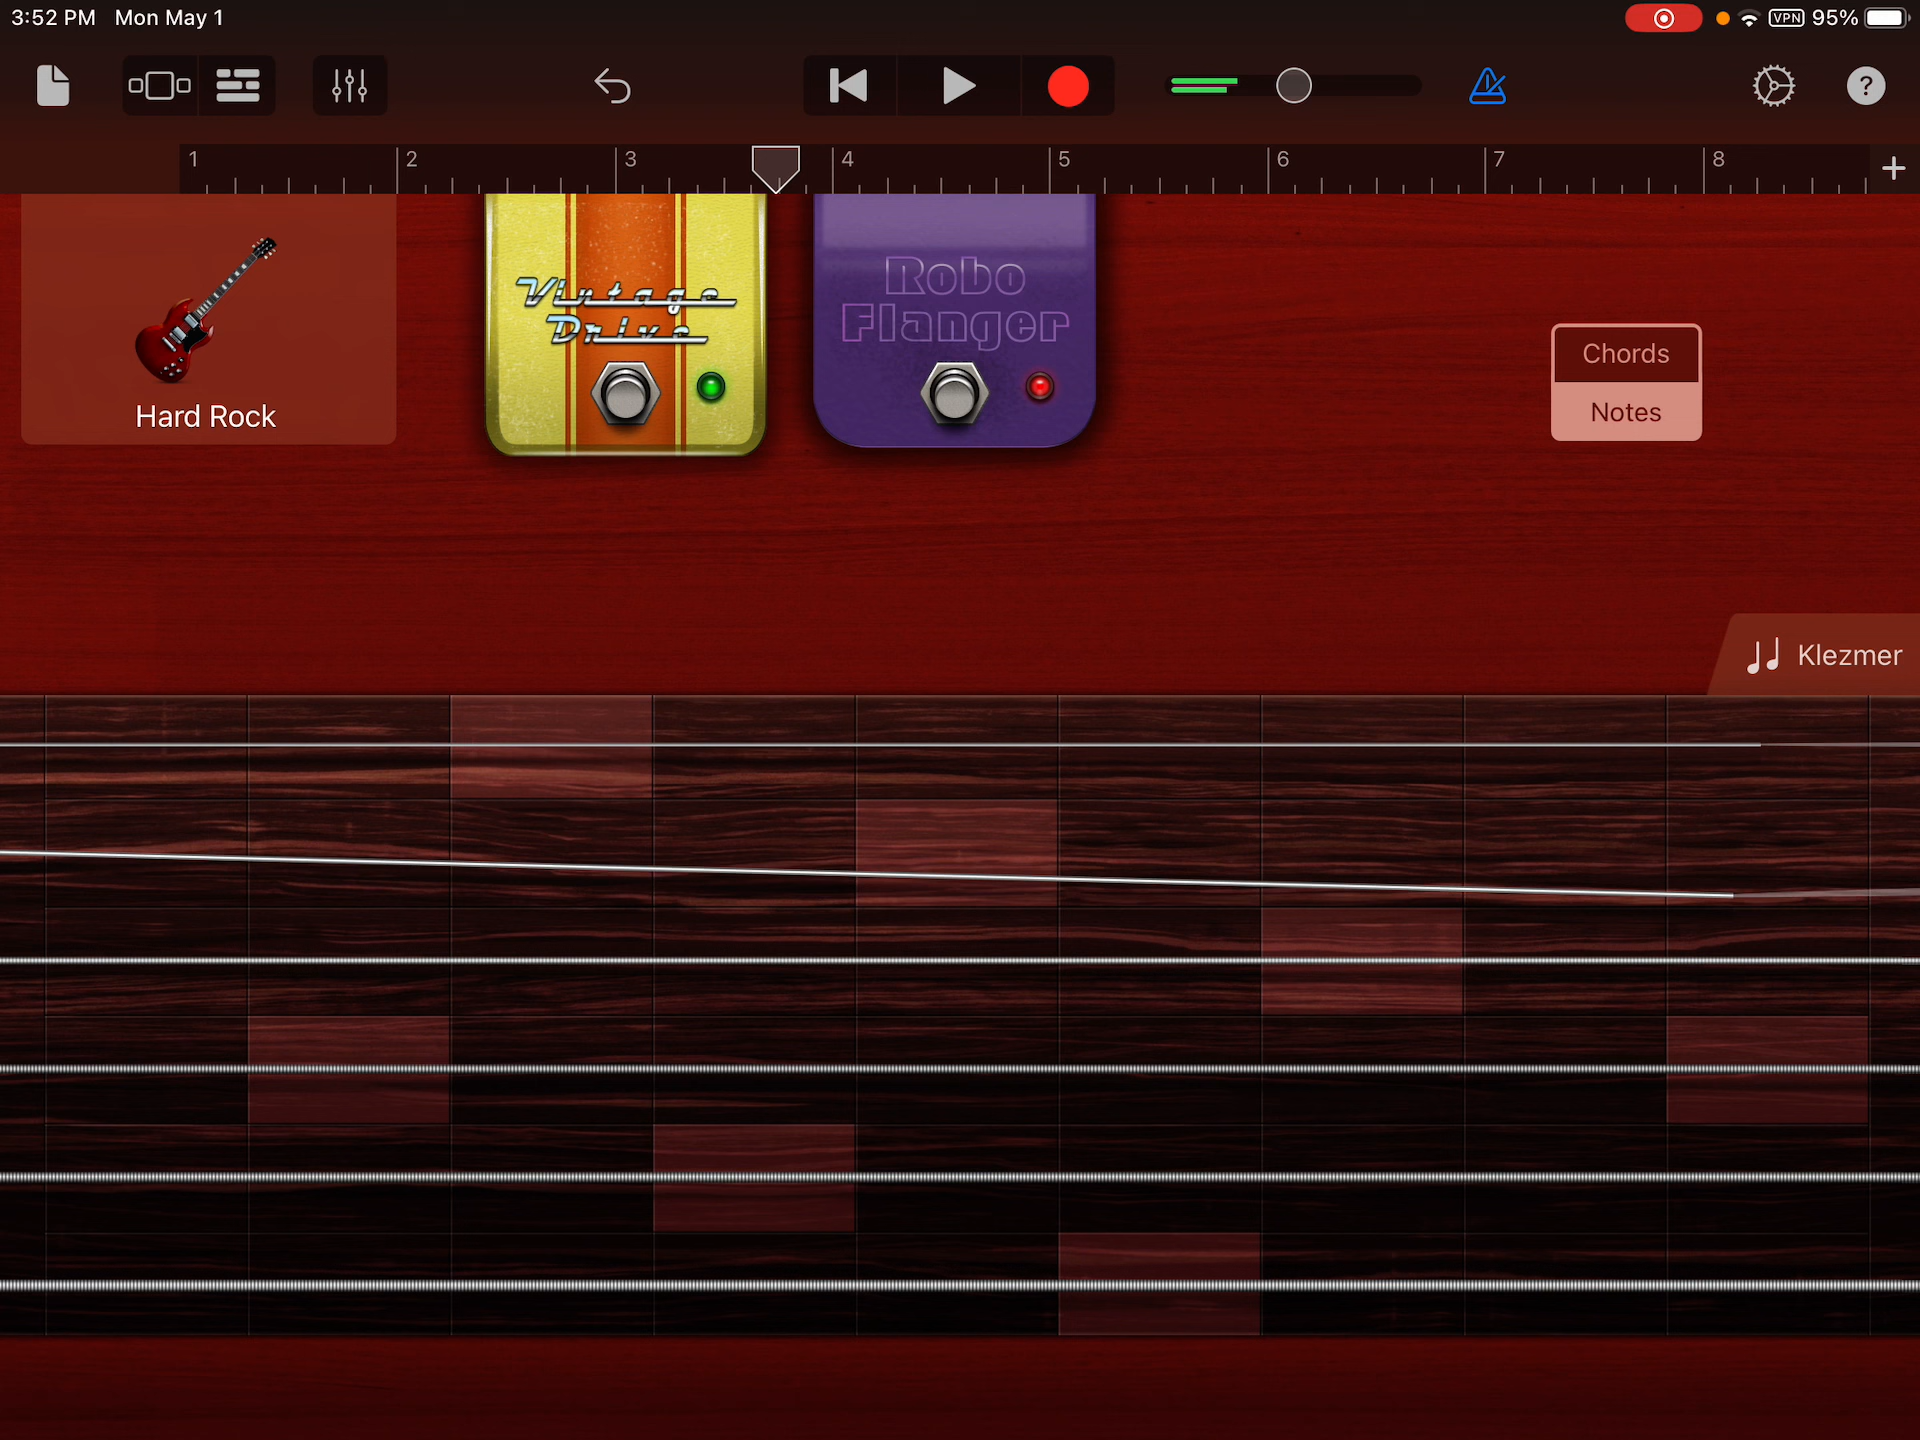 3:52 PM Mon May 1
VPN 95%
?
1 2 3 4 5 6 7 8
Vintage
Drive
Robo
Flanger
Hard Rock
Chords
Notes
Klezmer